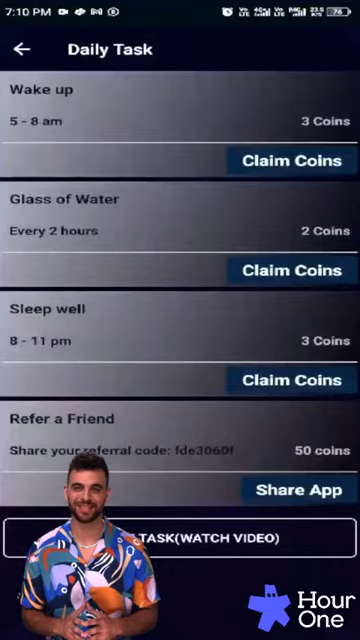 7:10 PM
Daily Task
Wake up
5 - 8 am 3 Coins
Claim Coins
Glass of Water
Every 2 hours 2 Coins
Claim Coins
Sleep well
8 - 11 pm 3 Coins
Claim Coins
Refer a Friend
Share your referral code: fde3060f 50 coins
Share App
TASK(WATCH VIDEO)
Hour
One